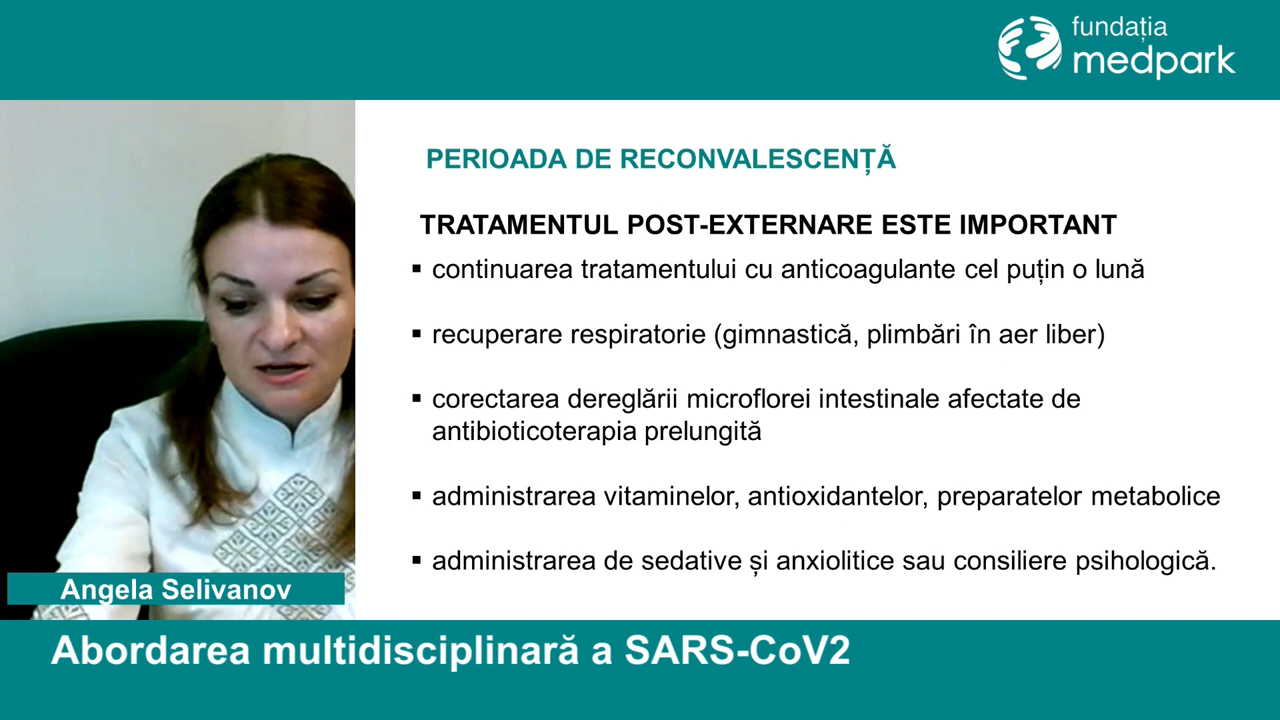 fundația
medpark
PERIOADA DE RECONVALESCENȚĂ
TRATAMENTUL POST-EXTERNARE ESTE IMPORTANT
▪ continuarea tratamentului cu anticoagulante cel puțin o lună
▪ recuperare respiratorie (gimnastică, plimbări în aer liber)
▪ corectarea dereglării microflorei intestinale afectate de
antibioticoterapia prelungită
▪ administrarea vitaminelor, antioxidantelor, preparatelor metabolice
▪ administrarea de sedative și anxiolitice sau consiliere psihologică.
Angela Selivanov
Abordarea multidisciplinară a SARS-CoV2